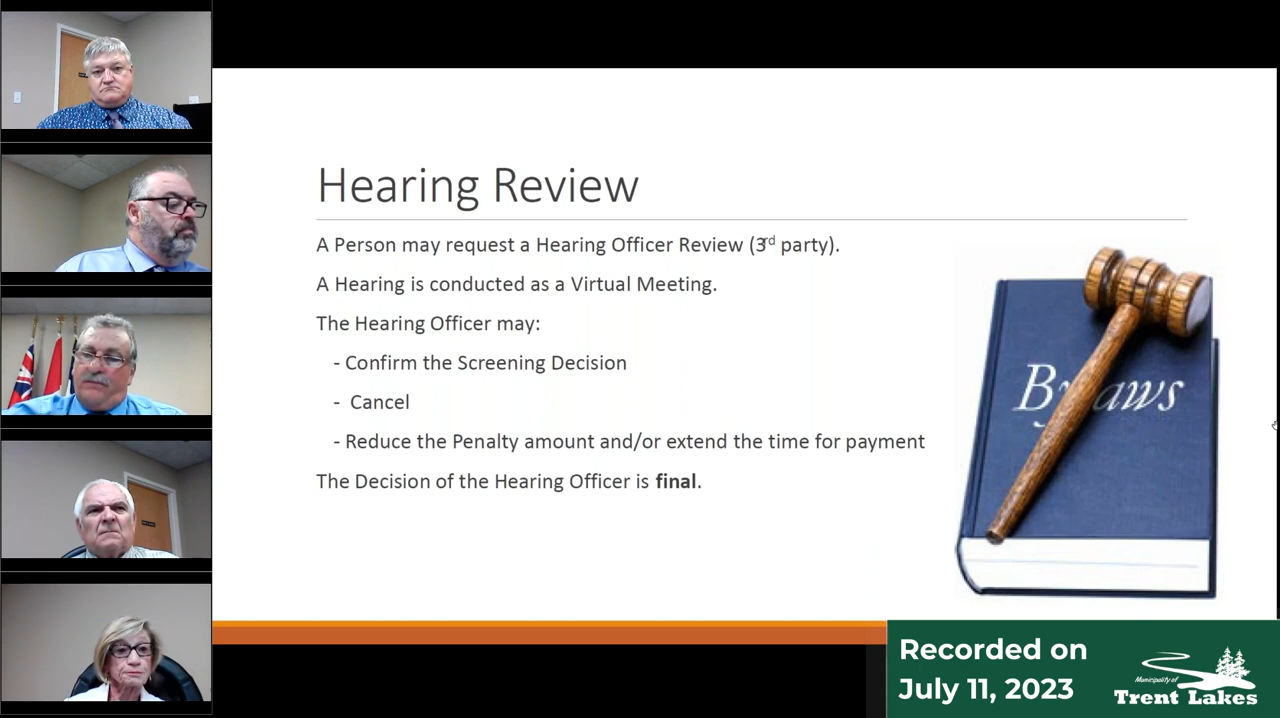 Hearing Review
A Person may request a Hearing Officer Review (3rd party).
A Hearing is conducted as a Virtual Meeting.
The Hearing Officer may:
- Confirm the Screening Decision
- Cancel
- Reduce the Penalty amount and/or extend the time for payment
The Decision of the Hearing Officer is final.
Recorded on
July 11, 2023
Municipality of
Trent Lakes